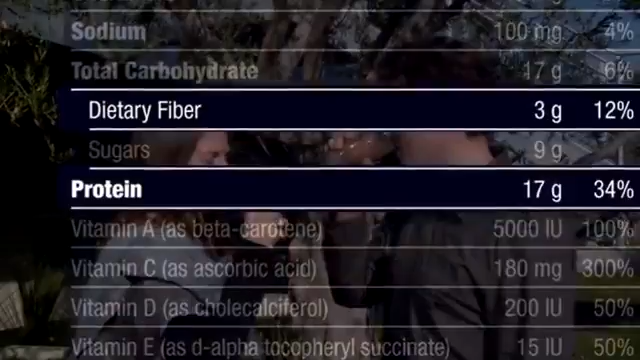 Sodium 100 mg 4%
Total Carbohydrate 17 g 6%
Dietary Fiber 3 g 12%
Sugars 9 g
Protein 17 g 34%
Vitamin A (as beta-carotene) 5000 IU 100%
Vitamin C (as ascorbic acid) 180 mg 300%
Vitamin D (as cholecalciferol) 200 IU 50%
Vitamin E (as d-alpha tocopheryl succinate) 15 IU 50%